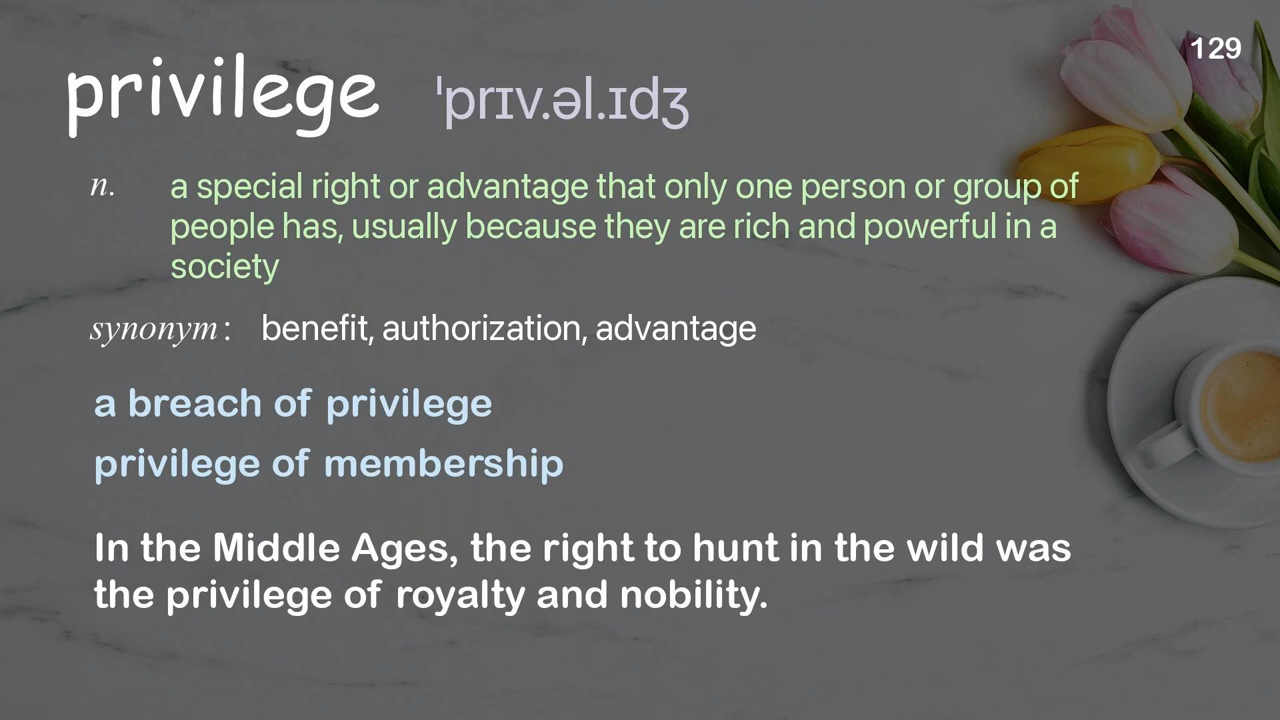 129
privilege ˈprɪv.əl.ɪdʒ
n. a special right or advantage that only one person or group of
people has, usually because they are rich and powerful in a
society
synonym: benefit, authorization, advantage
a breach of privilege
privilege of membership
In the Middle Ages, the right to hunt in the wild was
the privilege of royalty and nobility.